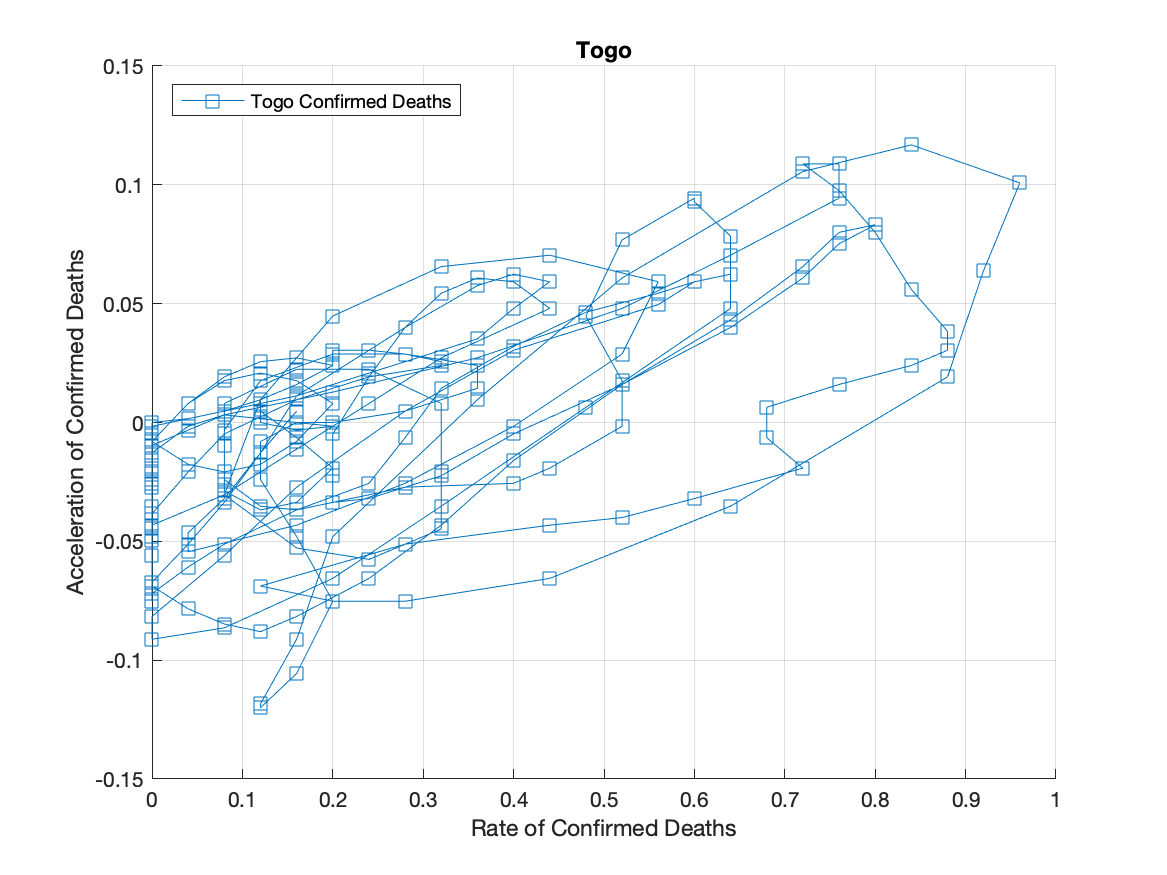 Togo
0.15
Togo Confirmed Deaths
0.1
0.05
0
-0.05
-0.1
-0.15
Acceleration of Confirmed Deaths
0 0.1 0.2 0.3 0.4 0.5 0.6 0.7 0.8 0.9 1
Rate of Confirmed Deaths